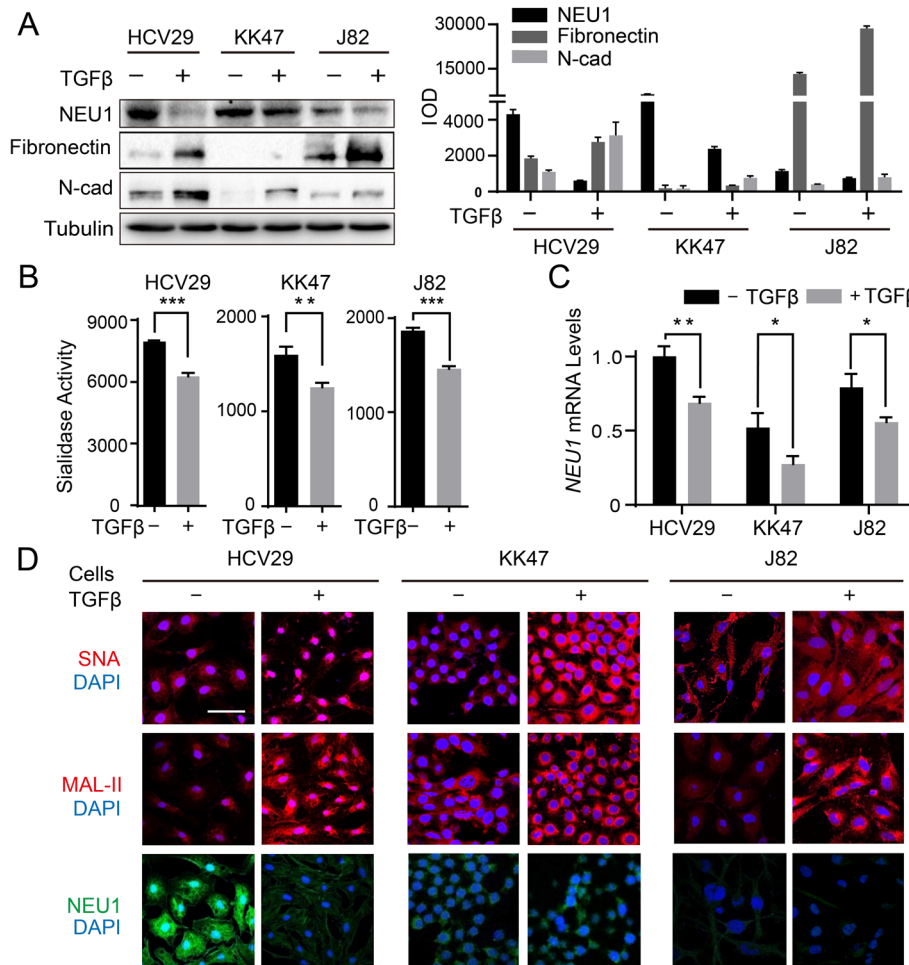 A
HCV29 KK47 J82
TGFβ − + − + − +
NEU1
Fibronectin
N-cad
Tubulin
NEU1
Fibronectin
N-cad
IOD
30000
15000
4000
2000
0
TGFβ − + − + − +
HCV29 KK47 J82
B
HCV29 KK47 J82
*** ** ***
Sialidase Activity
9000
6000
3000
0
2000
1000
0
2000
1000
0
TGFβ − + TGFβ − + TGFβ − +
C
− TGFβ + TGFβ
** * *
NEU1 mRNA Levels
1.0
0.5
0
HCV29 KK47 J82
D
Cells HCV29 KK47 J82
TGFβ − + − + − +
SNA
DAPI
MAL-II
DAPI
NEU1
DAPI